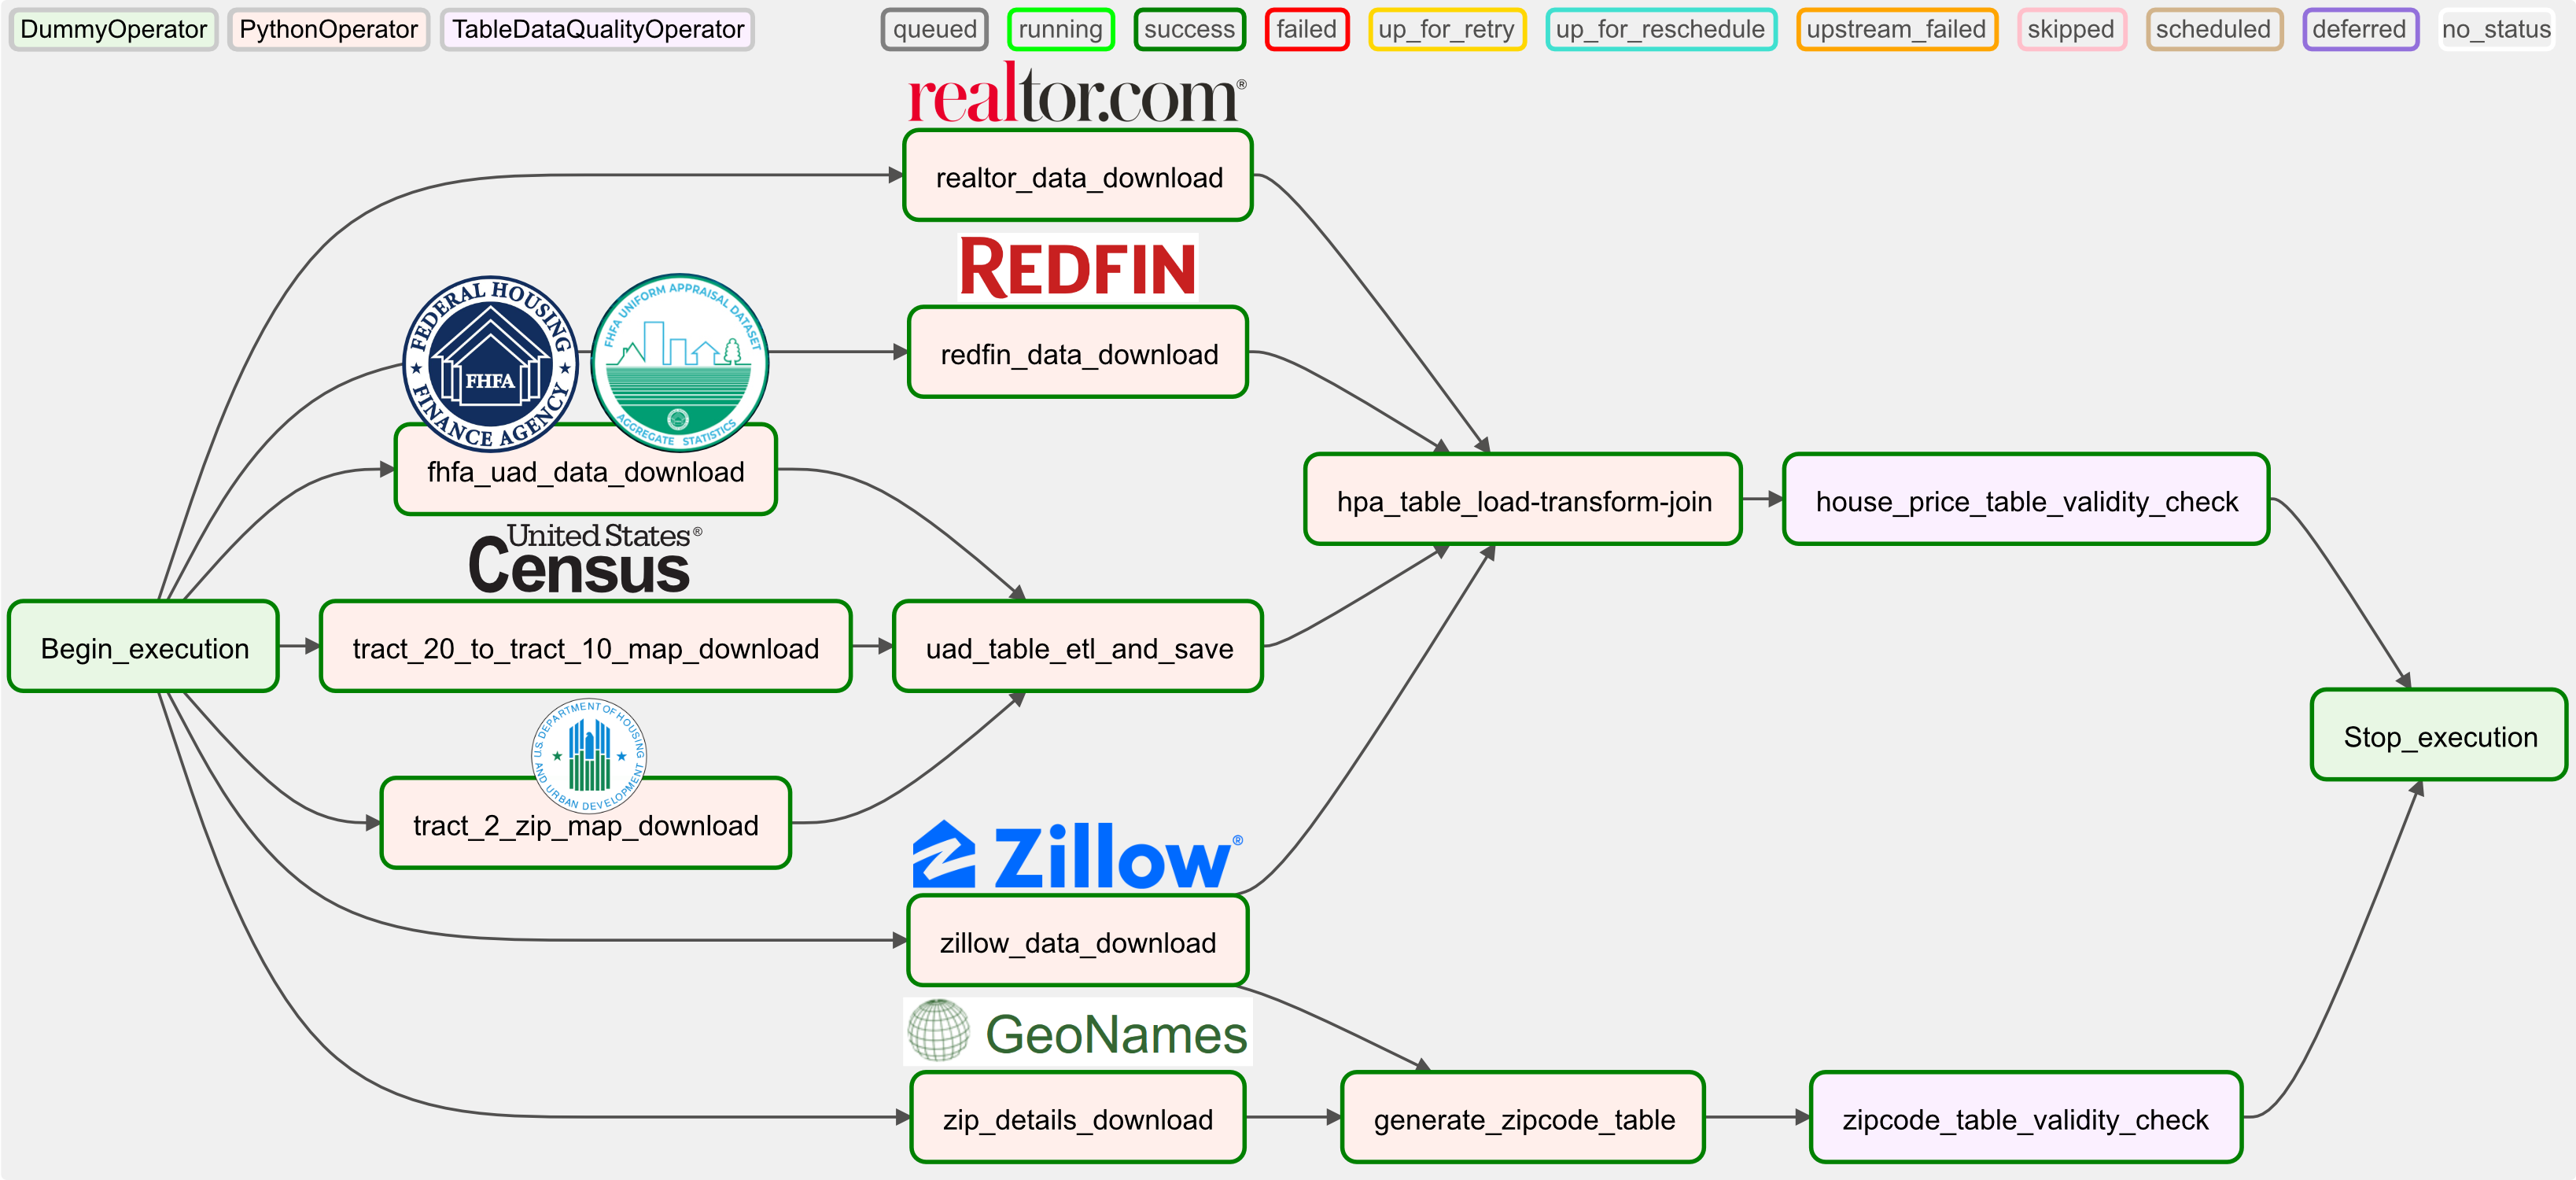 DummyOperator
PythonOperator
TableDataQualityOperator
queued
running
success
failed
up_for_retry
up_for_reschedule
upstream_failed
skipped
scheduled
deferred
no_status
realtor.com®
realtor_data_download
REDFIN
redfin_data_download
FEDERAL HOUSING FINANCE AGENCY
FHFA
FHFA UNIFORM APPRAISAL DATASET
AGGREGATE STATISTICS
fhfa_uad_data_download
hpa_table_load-transform-join
house_price_table_validity_check
United States®
Census
Begin_execution
tract_20_to_tract_10_map_download
uad_table_etl_and_save
U.S. DEPARTMENT OF HOUSING
AND URBAN DEVELOPMENT
Stop_execution
tract_2_zip_map_download
Zillow®
zillow_data_download
GeoNames
zip_details_download
generate_zipcode_table
zipcode_table_validity_check